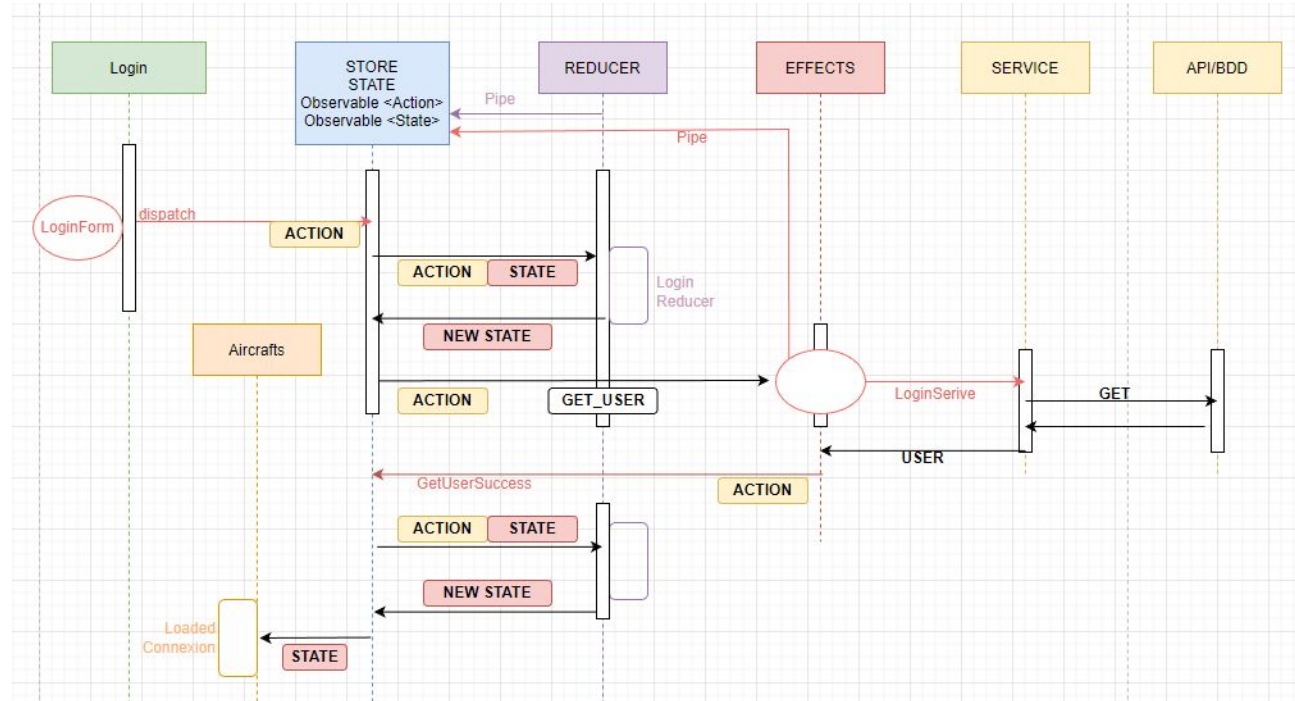 Login
STORE
STATE
Observable <Action>
Observable <State>
REDUCER
EFFECTS
SERVICE
API/BDD
Pipe
Pipe
LoginForm
dispatch
ACTION
ACTION
STATE
Login
Reducer
NEW STATE
Aircrafts
ACTION
GET_USER
LoginSerive
GET
USER
GetUserSuccess
ACTION
ACTION
STATE
NEW STATE
Loaded
Connexion
STATE